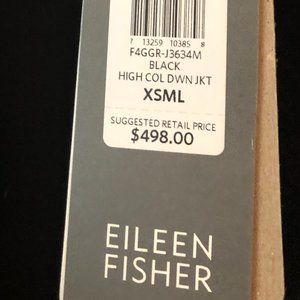 7 13259 10385 8
F4GGR-J3634M
BLACK
HIGH COL DWN JKT
XSML
SUGGESTED RETAIL PRICE
$498.00
EILEEN
FISHER